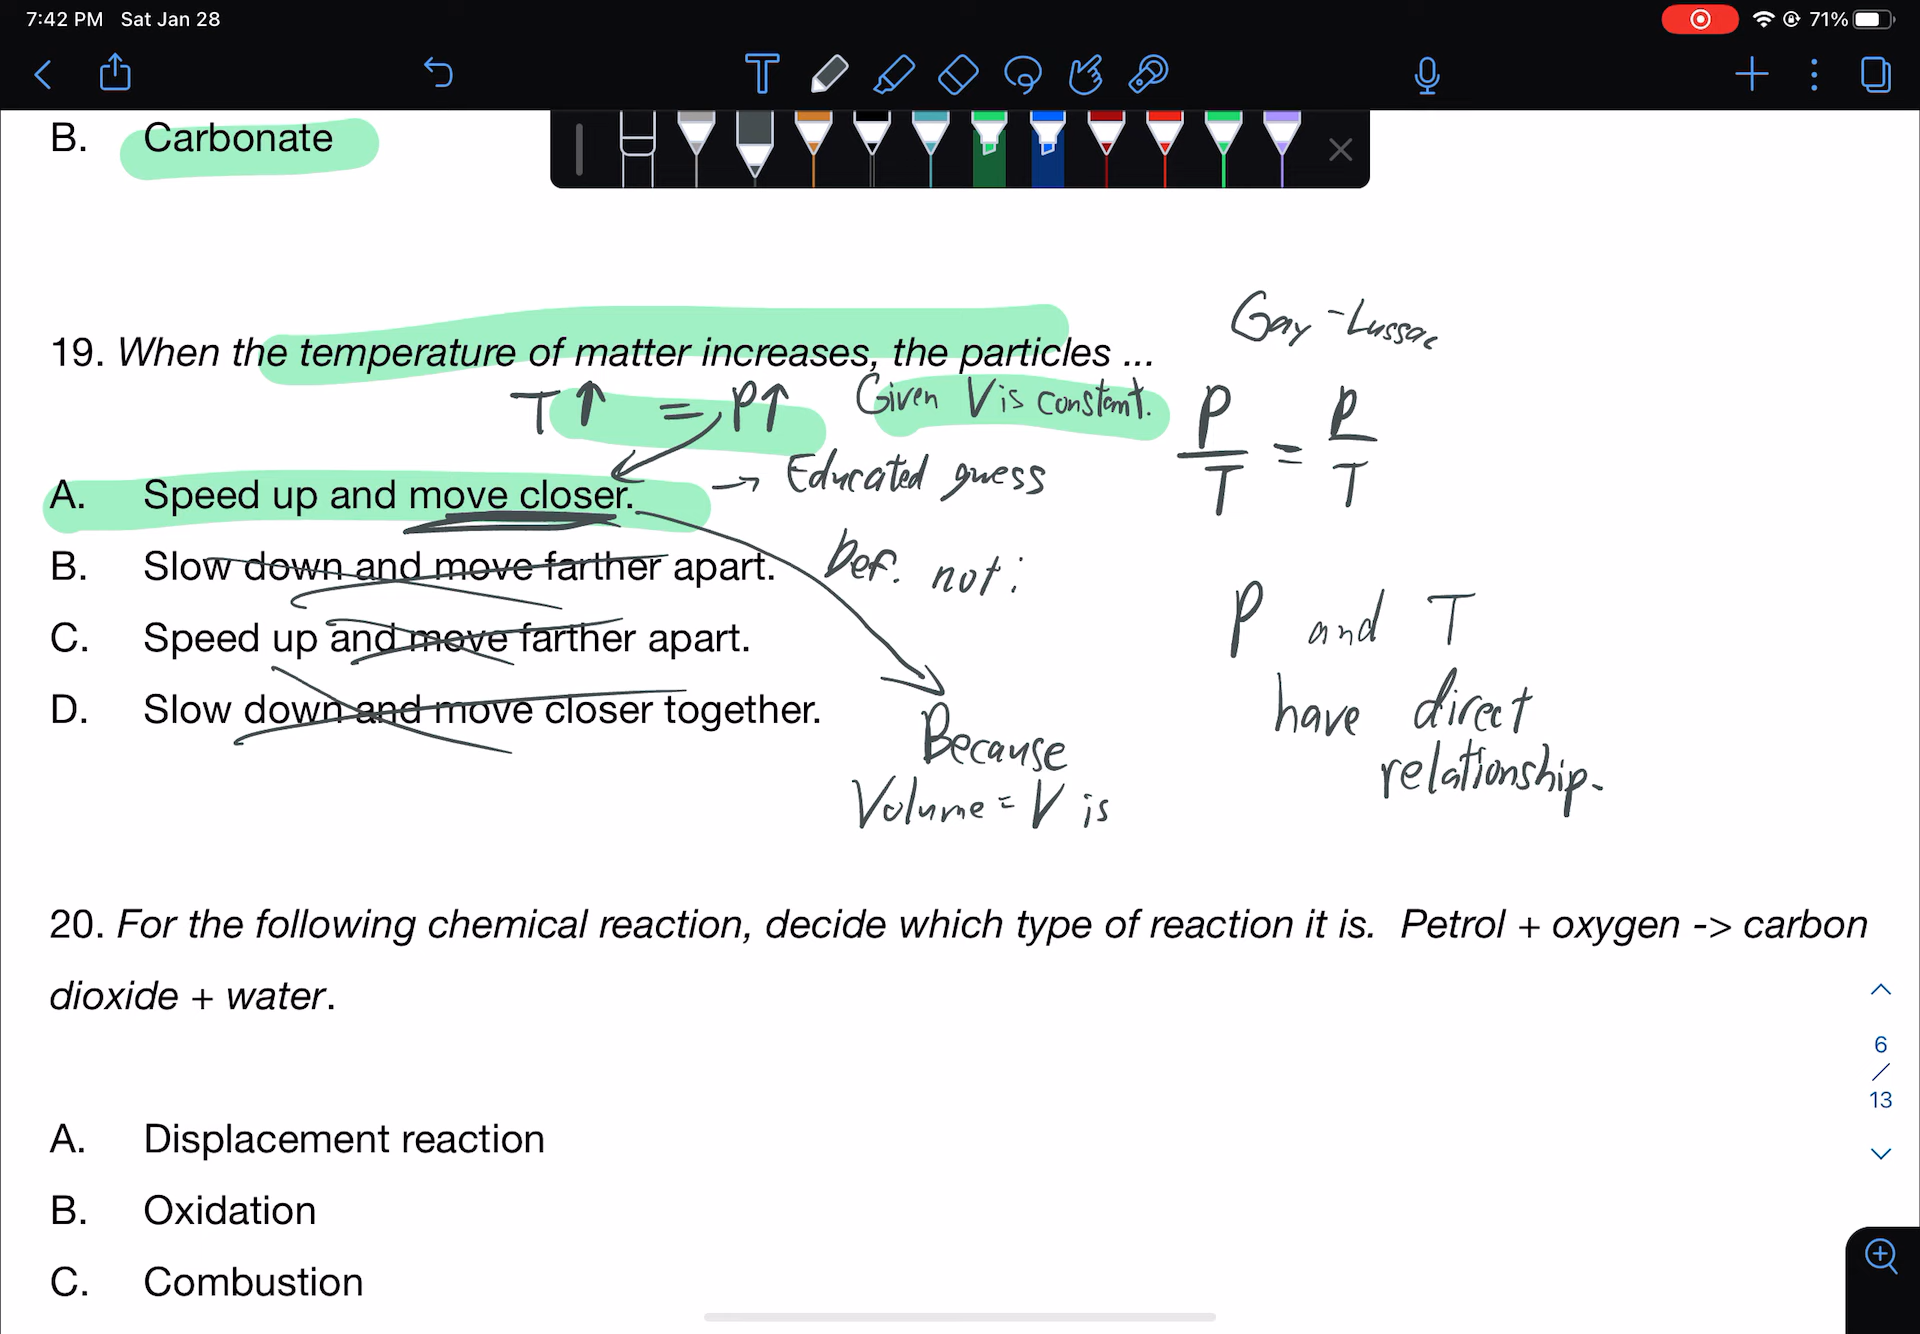 7:42 PM Sat Jan 28
71%
B. Carbonate
Gay-Lussac
19. When the temperature of matter increases, the particles ...
T↑ = P↑ Given V is constant.
P/T = P/T
A. Speed up and move closer. → Educated guess
B. Slow down and move farther apart. Def. not:
C. Speed up and move farther apart.
D. Slow down and move closer together.
P and T
have direct
relationship.
Because
Volume = V is
20. For the following chemical reaction, decide which type of reaction it is. Petrol + oxygen -> carbon
dioxide + water.
6
/
13
A. Displacement reaction
B. Oxidation
C. Combustion